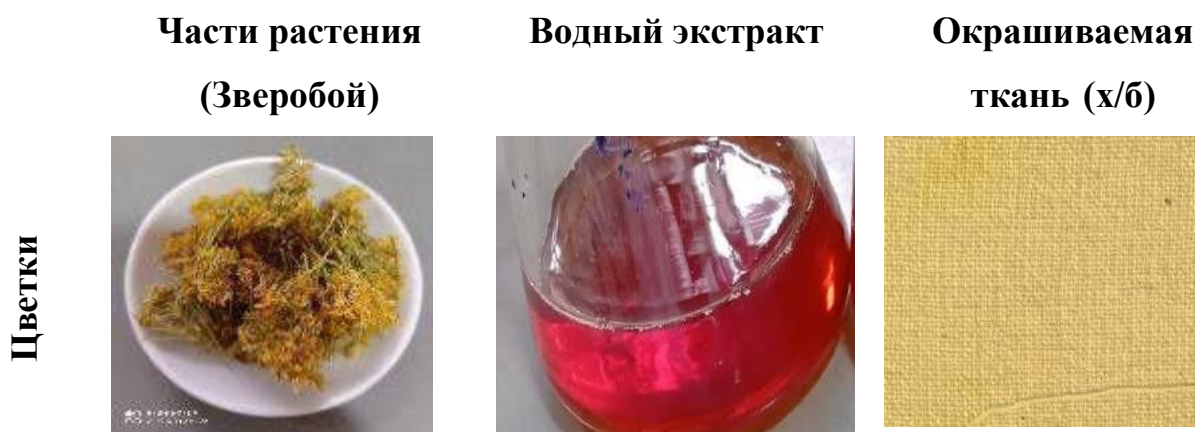 Части растения
(Зверобой)
Водный экстракт
Окрашиваемая
ткань (х/б)
Цветки